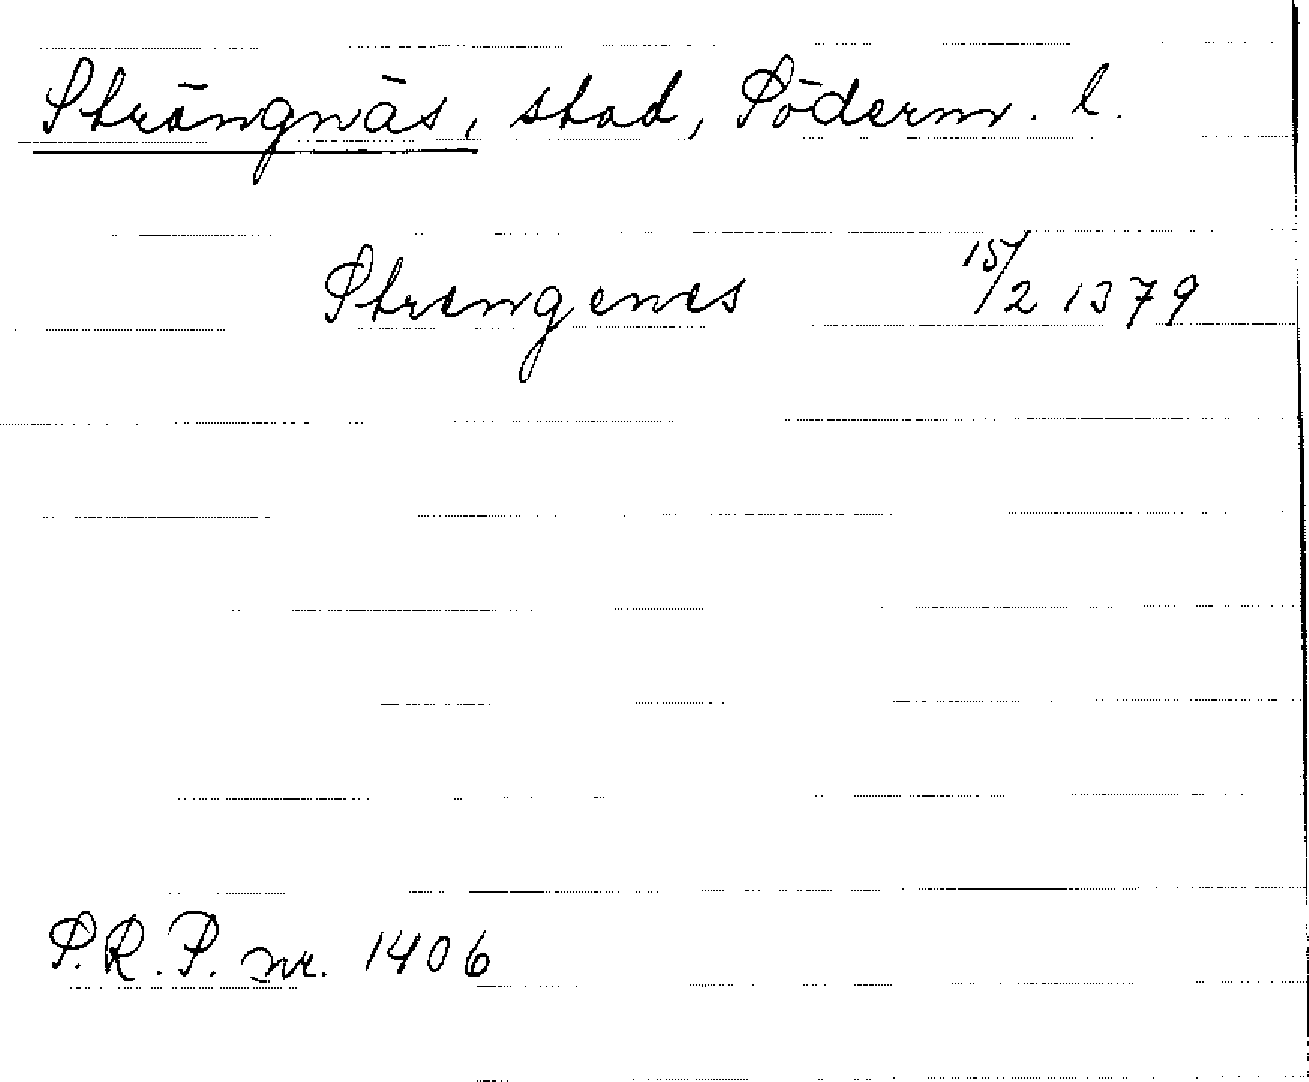 Strängnäs, stad, Söderm. l.
Strengenes 15/2 1379
S.R.P. nr. 1406